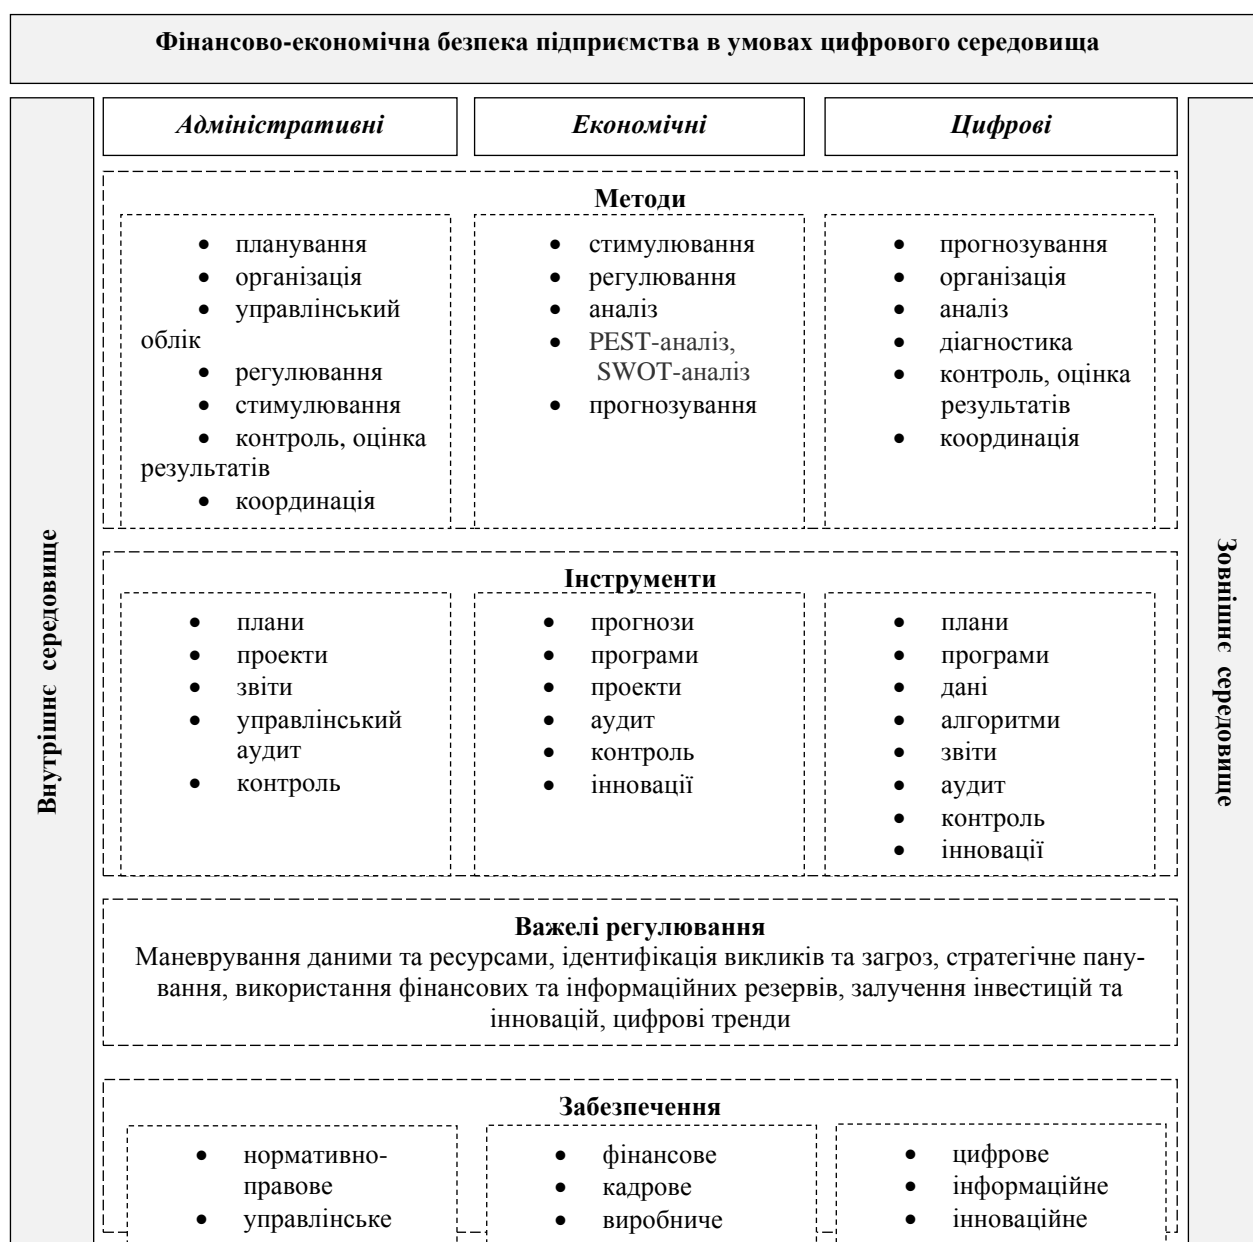 Фінансово-економічна безпека підприємства в умовах цифрового середовища
Внутрішнє середовище
Адміністративні
Економічні
Цифрові
Методи
• планування
• організація
• управлінський
облік
• регулювання
• стимулювання
• контроль, оцінка
результатів
• координація
• стимулювання
• регулювання
• аналіз
• PEST-аналіз,
SWOT-аналіз
• прогнозування
• прогнозування
• організація
• аналіз
• діагностика
• контроль, оцінка
результатів
• координація
Інструменти
• плани
• проекти
• звіти
• управлінський
аудит
• контроль
• прогнози
• програми
• проекти
• аудит
• контроль
• інновації
• плани
• програми
• дані
• алгоритми
• звіти
• аудит
• контроль
• інновації
Важелі регулювання
Маневрування даними та ресурсами, ідентифікація викликів та загроз, стратегічне пану-
вання, використання фінансових та інформаційних резервів, залучення інвестицій та
інновацій, цифрові тренди
Забезпечення
• нормативно-
правове
• управлінське
• фінансове
• кадрове
• виробниче
• цифрове
• інформаційне
• інноваційне
Зовнішнє середовище